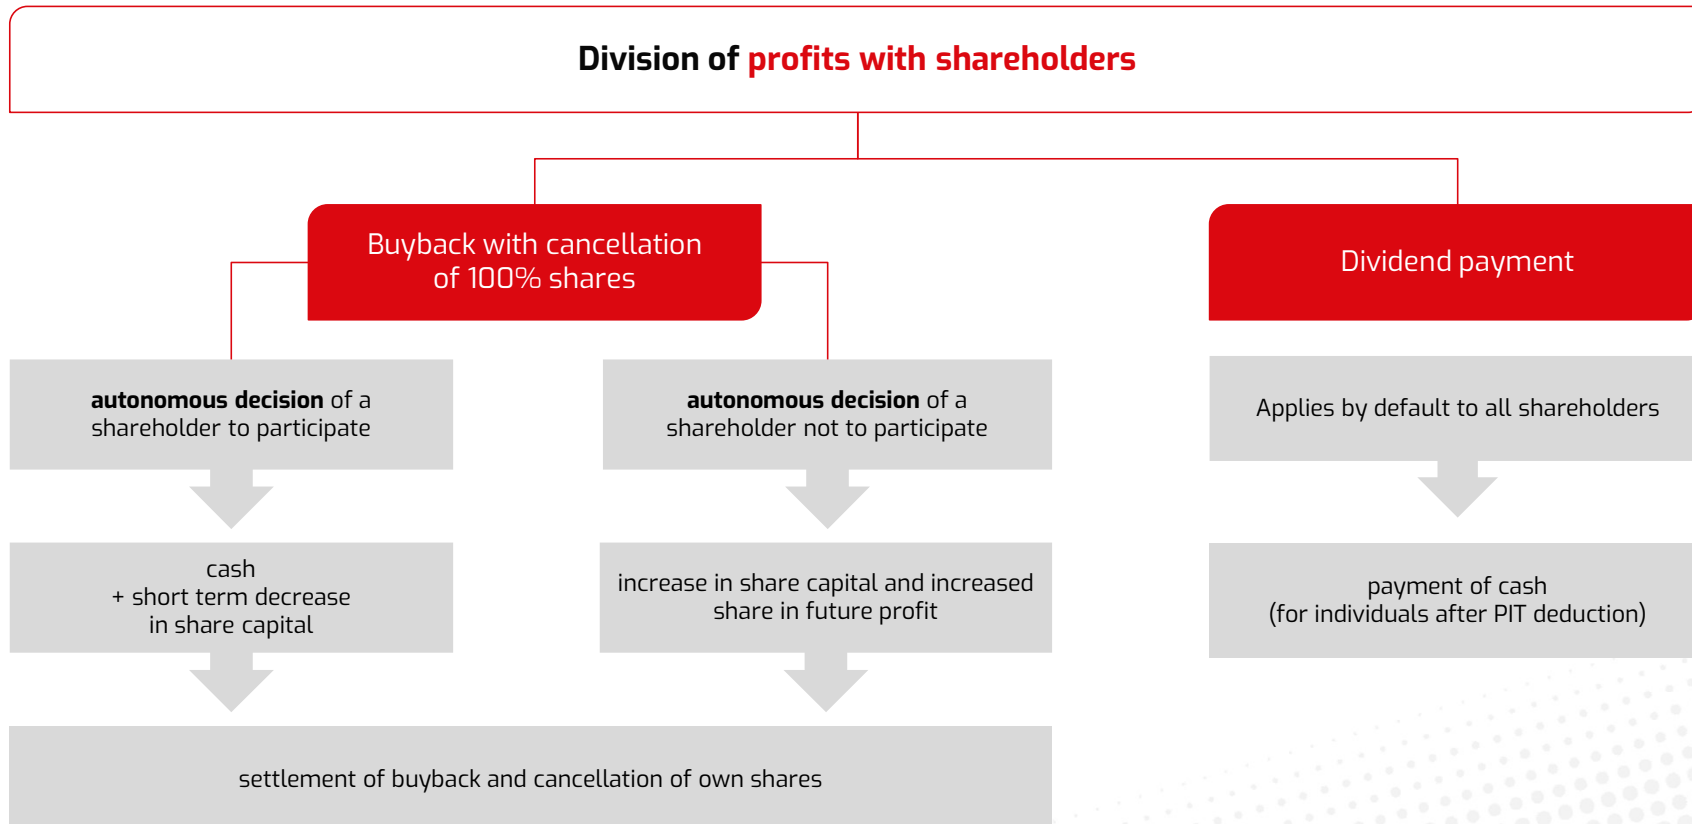 Division of profits with shareholders
Buyback with cancellation
of 100% shares
Dividend payment
autonomous decision of a
shareholder to participate
autonomous decision of a
shareholder not to participate
Applies by default to all shareholders
cash
+ short term decrease
in share capital
increase in share capital and increased
share in future profit
payment of cash
(for individuals after PIT deduction)
settlement of buyback and cancellation of own shares